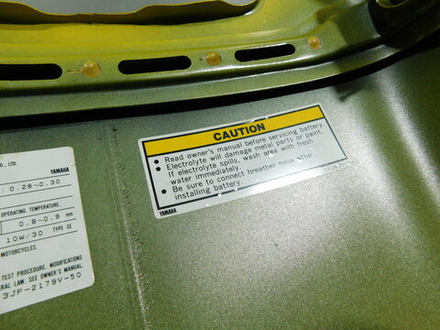 CO., LTD.
YAMAHA
: 0.26~0.30
OPERATING TEMPERATURE.
0.8~0.9 mm
10W/30 TYPE SE
MOTORCYCLES.
TEST PROCEDURE. MODIFICATIONS
LAW. SEE OWNER'S MANUAL.
3JP-2179V-50
CAUTION
• Read owner's manual before servicing battery
• Electrolyte will damage metal parts or paint.
If electrolyte spills, wash area with fresh
water immediately.
• Be sure to connect breather hose after
installing battery.
YAMAHA